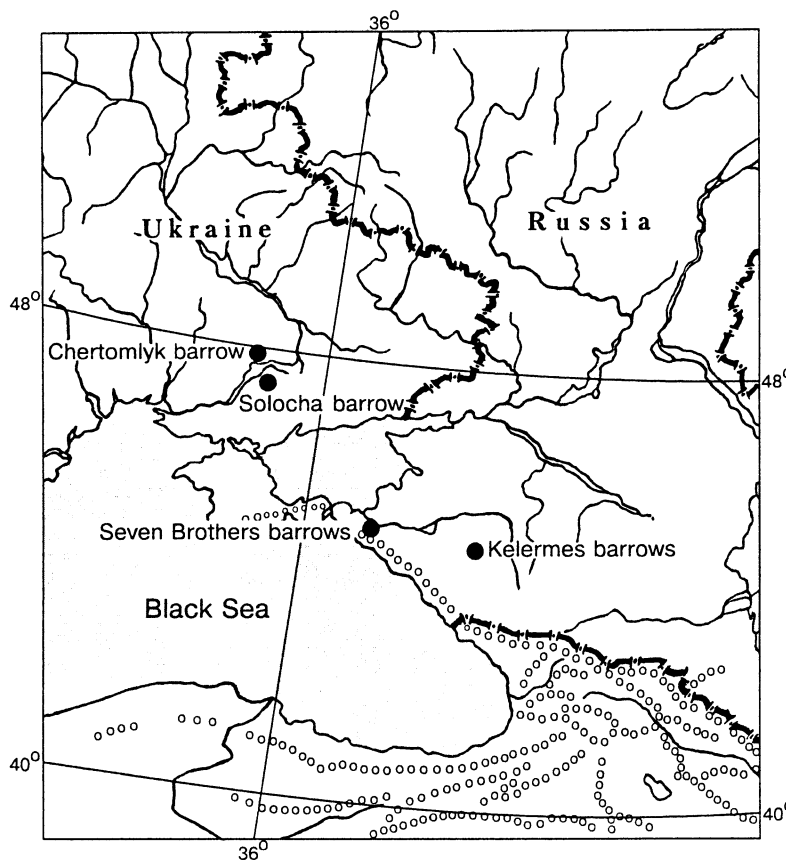 36°
Ukraine
Russia
48°
Chertomlyk barrow
48°
Solocha barrow
Seven Brothers barrows
Kelermes barrows
Black Sea
40°
40°
36°